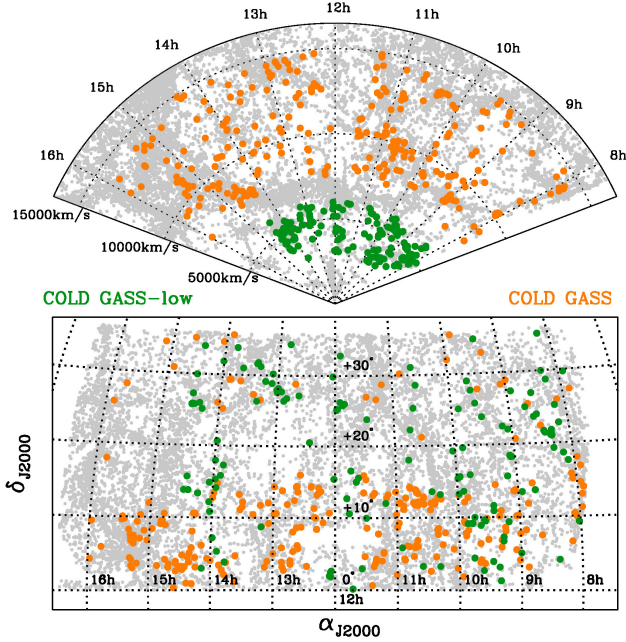 12h
13h
11h
14h
10h
15h
9h
16h
8h
15000km/s
10000km/s
5000km/s
COLD GASS-low
COLD GASS
+30°
+20°
+10°
0°
16h
15h
14h
13h
12h
11h
10h
9h
8h
δJ2000
αJ2000